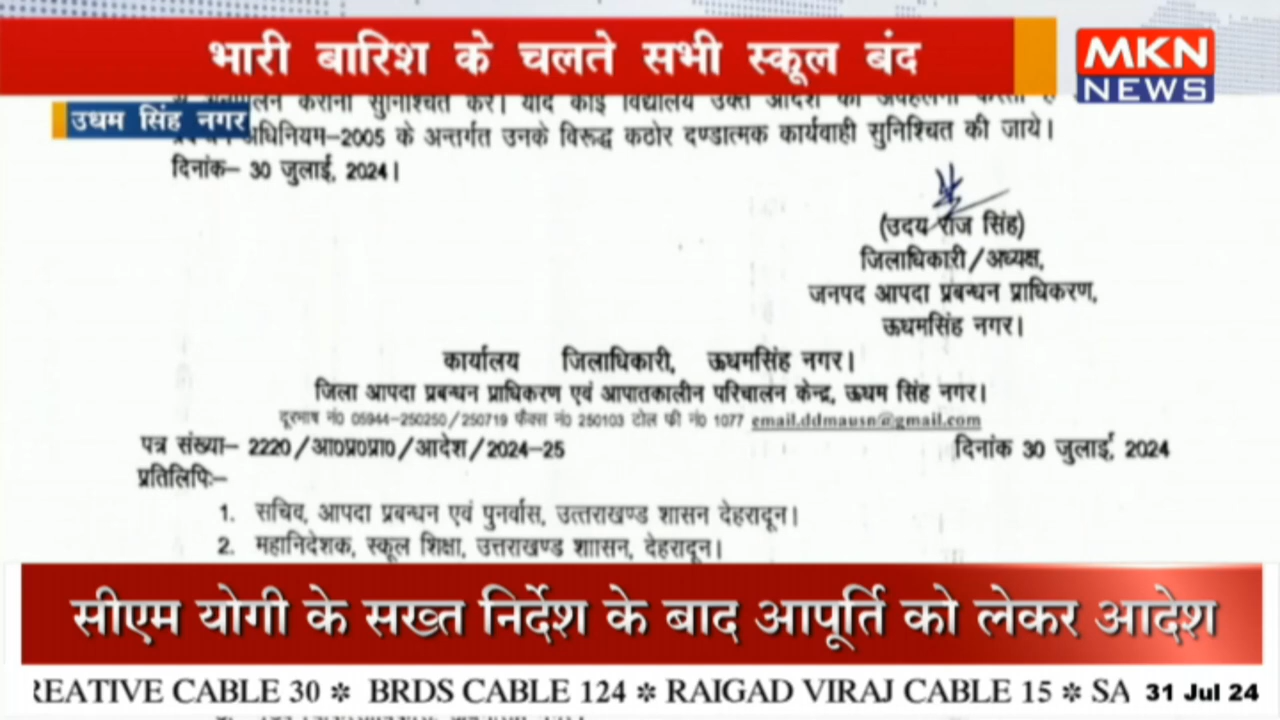 भारी बारिश के चलते सभी स्कूल बंद
MKN
NEWS
उधम सिंह नगर
अधिनियम–2005 के अन्तर्गत उनके विरूद्ध कठोर दण्डात्मक कार्यवाही सुनिश्चित की जाये।
दिनांक– 30 जुलाई, 2024।
(उदय राज सिंह)
जिलाधिकारी/अध्यक्ष,
जनपद आपदा प्रबन्धन प्राधिकरण,
ऊधमसिंह नगर।
कार्यालय जिलाधिकारी, ऊधमसिंह नगर।
जिला आपदा प्रबन्धन प्राधिकरण एवं आपातकालीन परिचालन केन्द्र, ऊधम सिंह नगर।
दूरभाष नं0 05944–250250/250719 फैक्स नं0 250103 टोल फ्री नं0 1077 email.ddmausn@gmail.com
पत्र संख्या– 2220/आ0प्र0प्रा0/आदेश/2024–25 दिनांक 30 जुलाई, 2024
प्रतिलिपिः–
1. सचिव, आपदा प्रबन्धन एवं पुनर्वास, उत्तराखण्ड शासन देहरादून।
2. महानिदेशक, स्कूल शिक्षा, उत्तराखण्ड शाासन, देहरादून।
सीएम योगी के सख्त निर्देश के बाद आपूर्ति को लेकर आदेश
REATIVE CABLE 30 ✲ BRDS CABLE 124 ✲ RAIGAD VIRAJ CABLE 15 ✲ SA 31 Jul 24